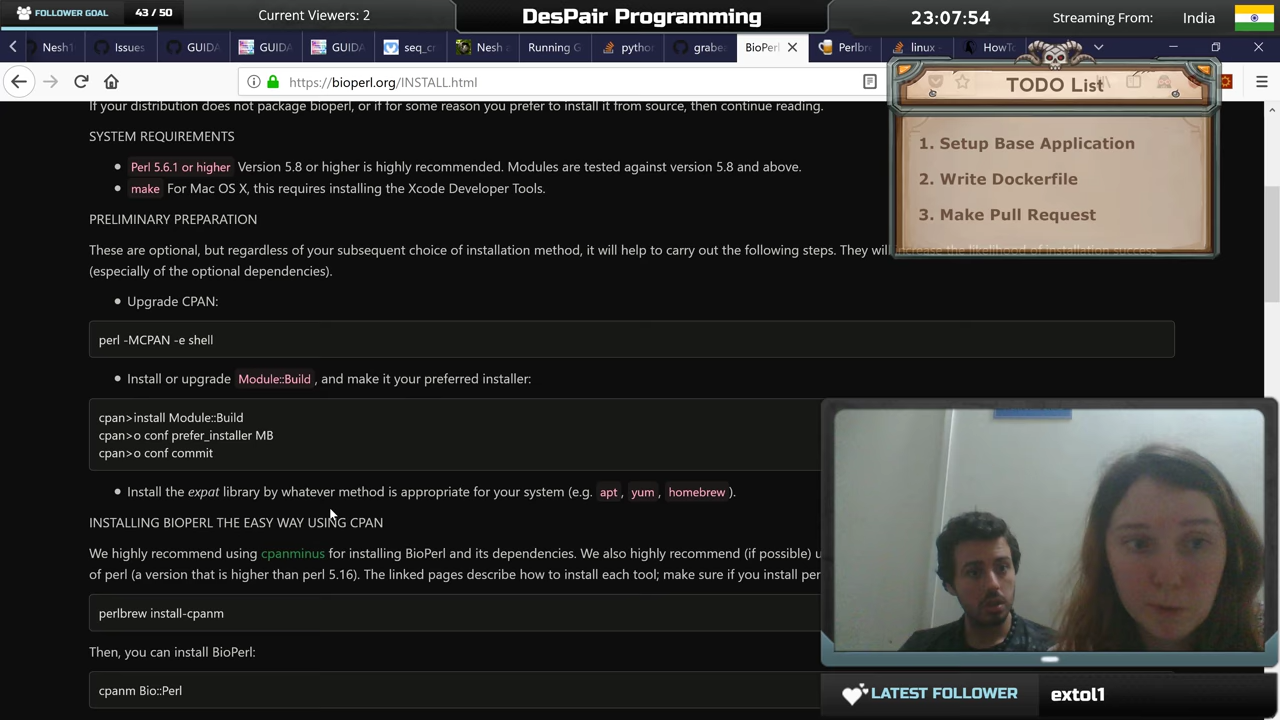 FOLLOWER GOAL 43 / 50 Current Viewers: 2 DesPair Programming 23:07:54 Streaming From: India
Nesh1 Issues GUIDA GUIDA GUIDA seq_cr Nesh a Running G python grabe BioPerl Perlbre linux - HowTo
https://bioperl.org/INSTALL.html
TODO List
1. Setup Base Application
2. Write Dockerfile
3. Make Pull Request
If your distribution does not package bioperl, or if for some reason you prefer to install it from source, then continue reading.
SYSTEM REQUIREMENTS
• Perl 5.6.1 or higher Version 5.8 or higher is highly recommended. Modules are tested against version 5.8 and above.
• make For Mac OS X, this requires installing the Xcode Developer Tools.
PRELIMINARY PREPARATION
These are optional, but regardless of your subsequent choice of installation method, it will help to carry out the following steps. They will increase the likelihood of installation success
(especially of the optional dependencies).
• Upgrade CPAN:
perl -MCPAN -e shell
• Install or upgrade Module::Build, and make it your preferred installer:
cpan>install Module::Build
cpan>o conf prefer_installer MB
cpan>o conf commit
• Install the expat library by whatever method is appropriate for your system (e.g. apt, yum, homebrew).
INSTALLING BIOPERL THE EASY WAY USING CPAN
We highly recommend using cpanminus for installing BioPerl and its dependencies. We also highly recommend (if possible) u
of perl (a version that is higher than perl 5.16). The linked pages describe how to install each tool; make sure if you install per
perlbrew install-cpanm
Then, you can install BioPerl:
cpanm Bio::Perl
LATEST FOLLOWER extol1